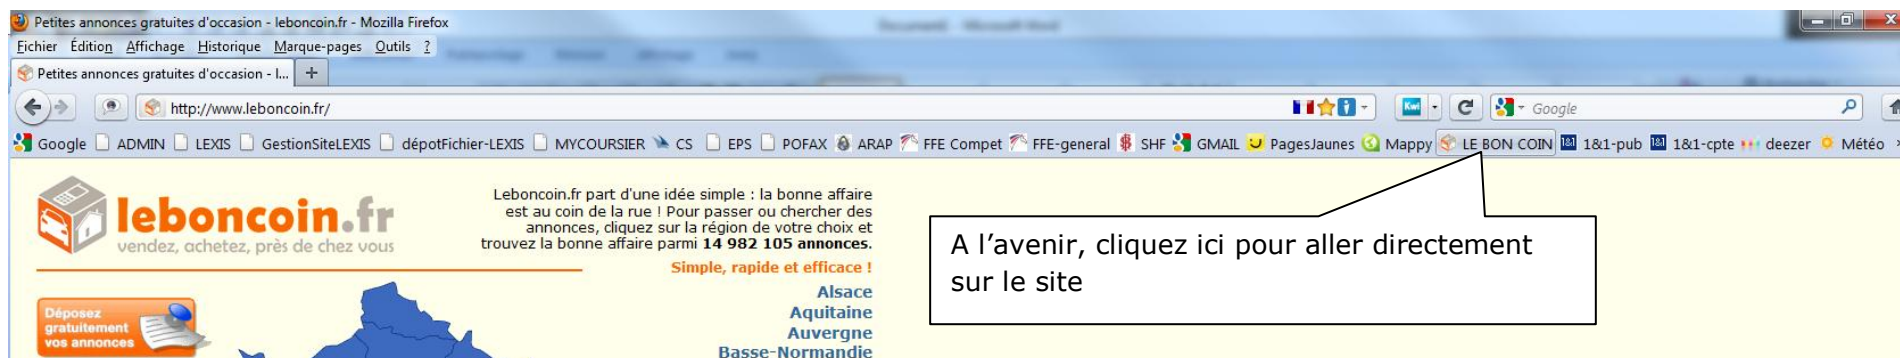 Petites annonces gratuites d'occasion - leboncoin.fr - Mozilla Firefox
Fichier Édition Affichage Historique Marque-pages Outils ?
Petites annonces gratuites d'occasion - l... +
http://www.leboncoin.fr/ Kwi Google
Google ADMIN LEXIS GestionSiteLEXIS dépotFichier-LEXIS MYCOURSIER CS EPS POFAX ARAP FFE Compet FFE-general SHF GMAIL PagesJaunes Mappy LE BON COIN 1&1 1&1-pub 1&1 1&1-cpte deezer Météo
leboncoin.fr
vendez, achetez, près de chez vous
Leboncoin.fr part d'une idée simple : la bonne affaire
est au coin de la rue ! Pour passer ou chercher des
annonces, cliquez sur la région de votre choix et
trouvez la bonne affaire parmi 14 982 105 annonces.
Simple, rapide et efficace !
A l'avenir, cliquez ici pour aller directement
sur le site
Déposez
gratuitement
vos annonces
Alsace
Aquitaine
Auvergne
Basse-Normandie